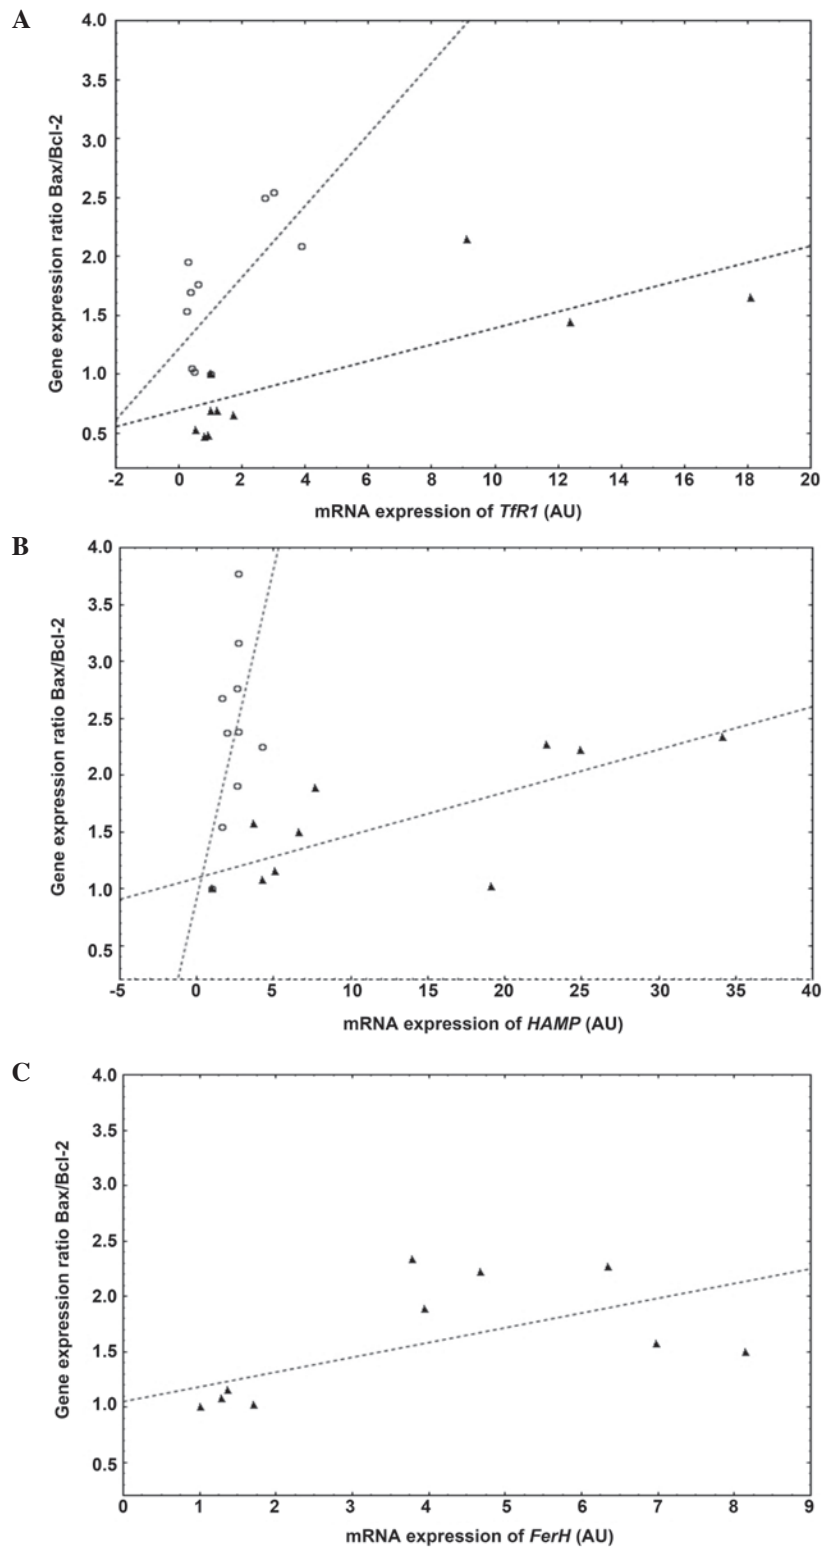 A
4.0
3.5
3.0
2.5
2.0
1.5
1.0
0.5
Gene expression ratio Bax/Bcl-2
-2 0 2 4 6 8 10 12 14 16 18 20
mRNA expression of TfR1 (AU)
B
4.0
3.5
3.0
2.5
2.0
1.5
1.0
0.5
Gene expression ratio Bax/Bcl-2
-5 0 5 10 15 20 25 30 35 40
mRNA expression of HAMP (AU)
C
4.0
3.5
3.0
2.5
2.0
1.5
1.0
0.5
Gene expression ratio Bax/Bcl-2
0 1 2 3 4 5 6 7 8 9
mRNA expression of FerH (AU)